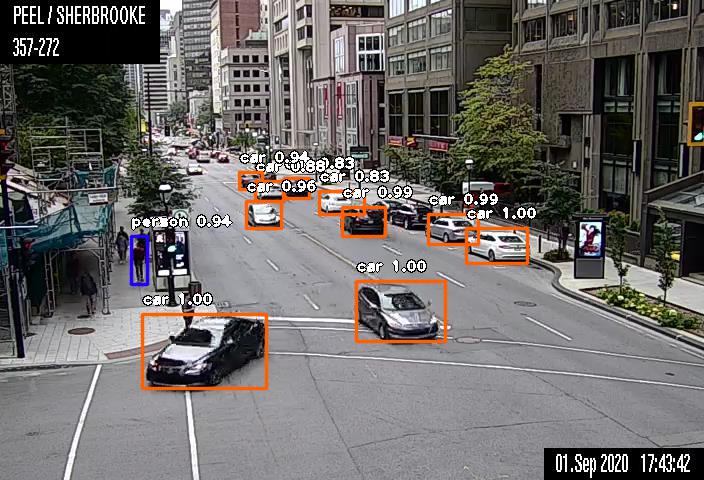 PEEL / SHERBROOKE
357-272
car 0.94
car 0.88
0.83
car 0.83
car 0.96
car 0.99
car 0.99
car 1.00
person 0.94
car 1.00
car 1.00
01.Sep 2020 17:43:42